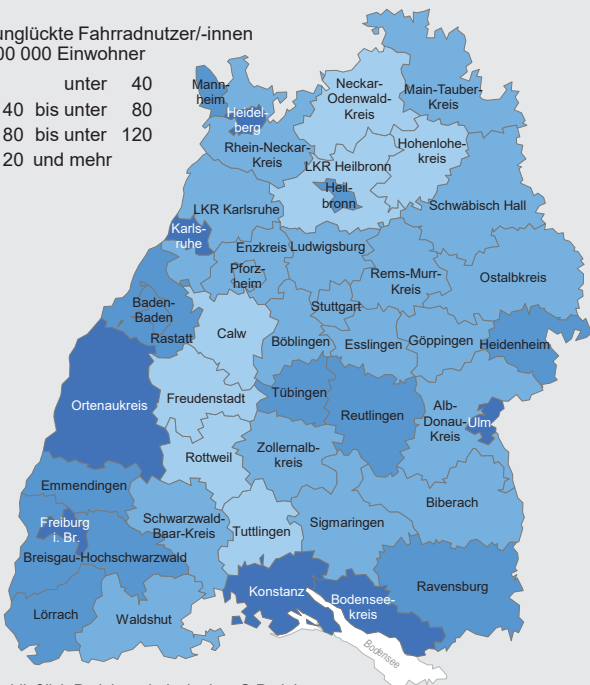 unglückte Fahrradnutzer/-innen
00 000 Einwohner
unter 40
40 bis unter 80
80 bis unter 120
20 und mehr
Mann-
heim
Heidel-
berg
Neckar-
Odenwald-
Kreis
Main-Tauber-
Kreis
Rhein-Neckar-
Kreis
Hohenlohe-
kreis
LKR Heilbronn
Heil-
bronn
LKR Karlsruhe
Schwäbisch Hall
Karls-
ruhe
Enzkreis
Ludwigsburg
Pforz-
heim
Rems-Murr-
Kreis
Ostalbkreis
Baden-
Baden
Stuttgart
Rastatt
Calw
Böblingen
Esslingen
Göppingen
Heidenheim
Ortenaukreis
Freudenstadt
Tübingen
Reutlingen
Alb-
Donau-
Kreis
Ulm
Rottweil
Zollernalb-
kreis
Emmendingen
Biberach
Freiburg
i. Br.
Schwarzwald-
Baar-Kreis
Tuttlingen
Sigmaringen
Breisgau-Hochschwarzwald
Konstanz
Bodensee-
kreis
Ravensburg
Lörrach
Waldshut
Bodensee